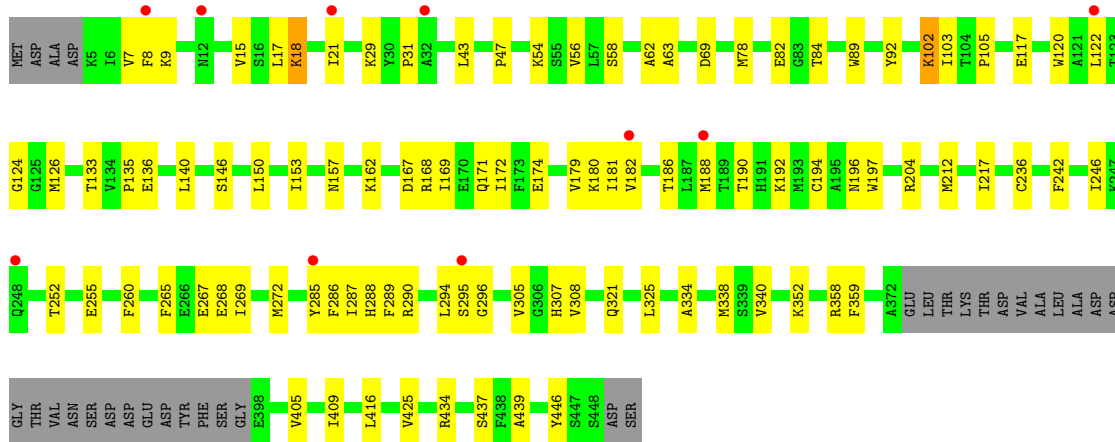 MET ASP ALA ASP K5 I6 V7 F8 K9 N12 V15 S16 L17 K18 I21 K29 Y30 P31 A32 L43 P47 K54 S55 V56 L57 S58 A62 A63 D69 M78 E82 G83 T84 W89 Y92 K102 I103 T104 P105 E117 W120 A121 L122 T123
G124 G125 M126 T133 V134 P135 E136 L140 S146 L150 I153 N157 K162 D167 R168 I169 E170 Q171 I172 F173 E174 V179 K180 I181 V182 T186 L187 M188 T189 T190 H191 K192 M193 C194 A195 N196 W197 R204 M212 I217 C236 F242 I246 K247
Q248 T252 E255 F260 F265 E266 E267 E268 I269 M272 Y285 F286 I287 H288 F289 R290 L294 S295 G296 V305 G306 H307 V308 Q321 L325 A334 M338 S339 V340 K352 R358 F359 A372 GLU LEU THR LYS THR ASP VAL ALA LEU ALA ASP ASP
GLY THR VAL ASN SER ASP ASP GLU ASP TYR PHE SER GLY E398 V405 I409 L416 V425 R434 S437 F438 A439 Y446 S447 S448 ASP SER